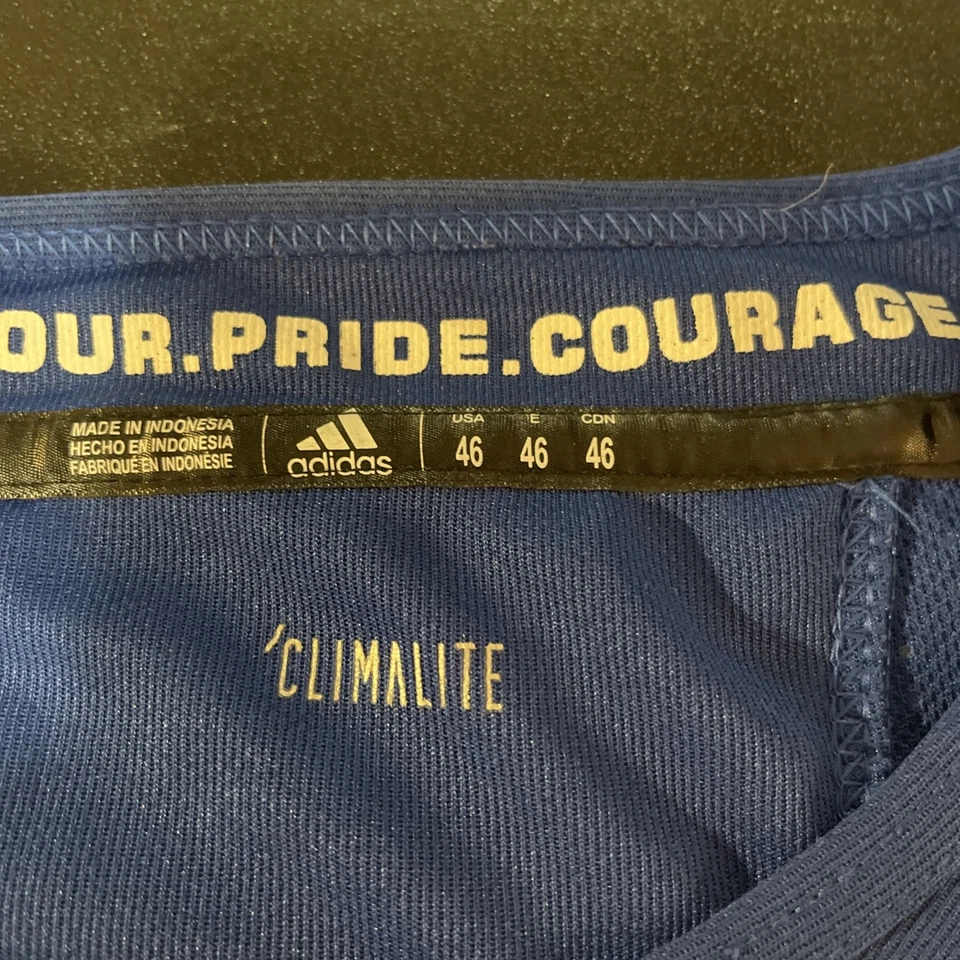 OUR.PRIDE.COURAGE
MADE IN INDONESIA
HECHO EN INDONESIA
FABRIQUÉ EN INDONÉSIE
adidas
USA E CDN
46 46 46
'CLIMALITE